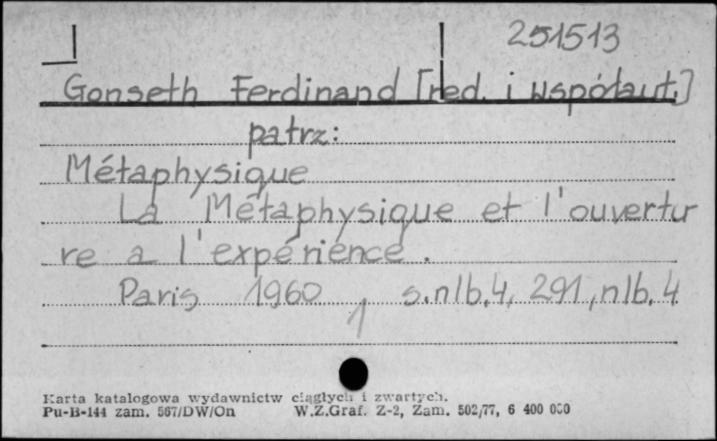 251513
Gonseth Ferdinand [red. i współaut.]
patrz:
Métaphysique
La Métaphysique et l'ouvertu
re a l'expérience.
Paris 1960, s.nlb.4, 291, nlb. 4
1
Karta katalogowa wydawnictw ciągłych i zwartych.
Pu-B-144 zam. 567/DW/On W.Z.Graf. Z-2, Zam. 502/77, 6 400 000